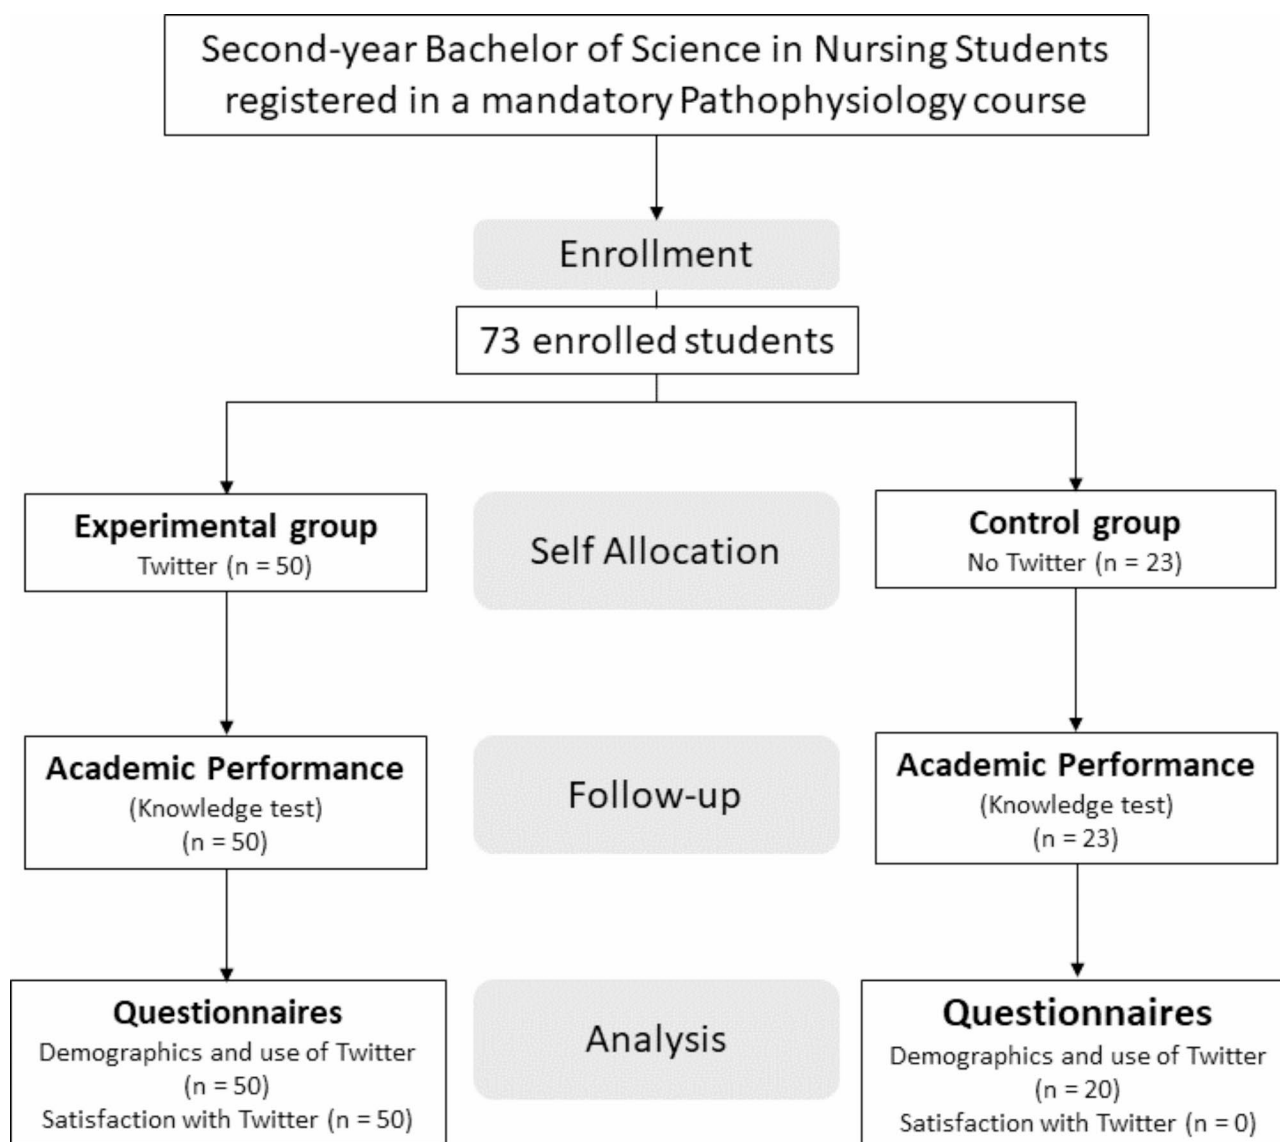 Second-year Bachelor of Science in Nursing Students
registered in a mandatory Pathophysiology course
Enrollment
73 enrolled students
Experimental group
Twitter (n = 50)
Self Allocation
Control group
No Twitter (n = 23)
Academic Performance
(Knowledge test)
(n = 50)
Follow-up
Academic Performance
(Knowledge test)
(n = 23)
Questionnaires
Demographics and use of Twitter
(n = 50)
Satisfaction with Twitter (n = 50)
Analysis
Questionnaires
Demographics and use of Twitter
(n = 20)
Satisfaction with Twitter (n = 0)